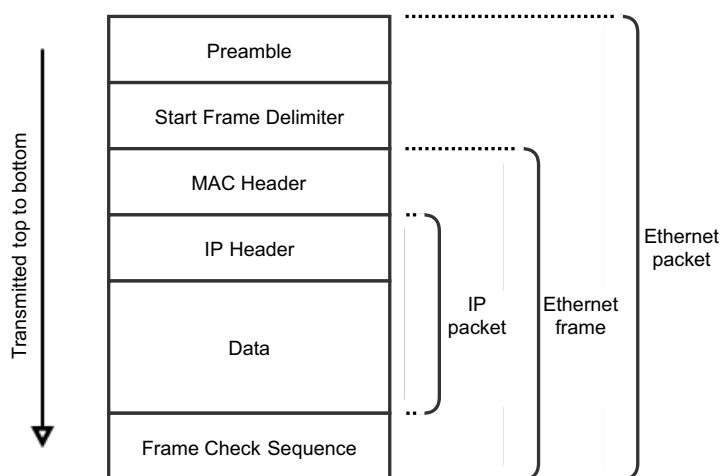 Transmitted top to bottom
Preamble
Start Frame Delimiter
MAC Header
IP Header
Data
Frame Check Sequence
IP
packet
Ethernet
frame
Ethernet
packet